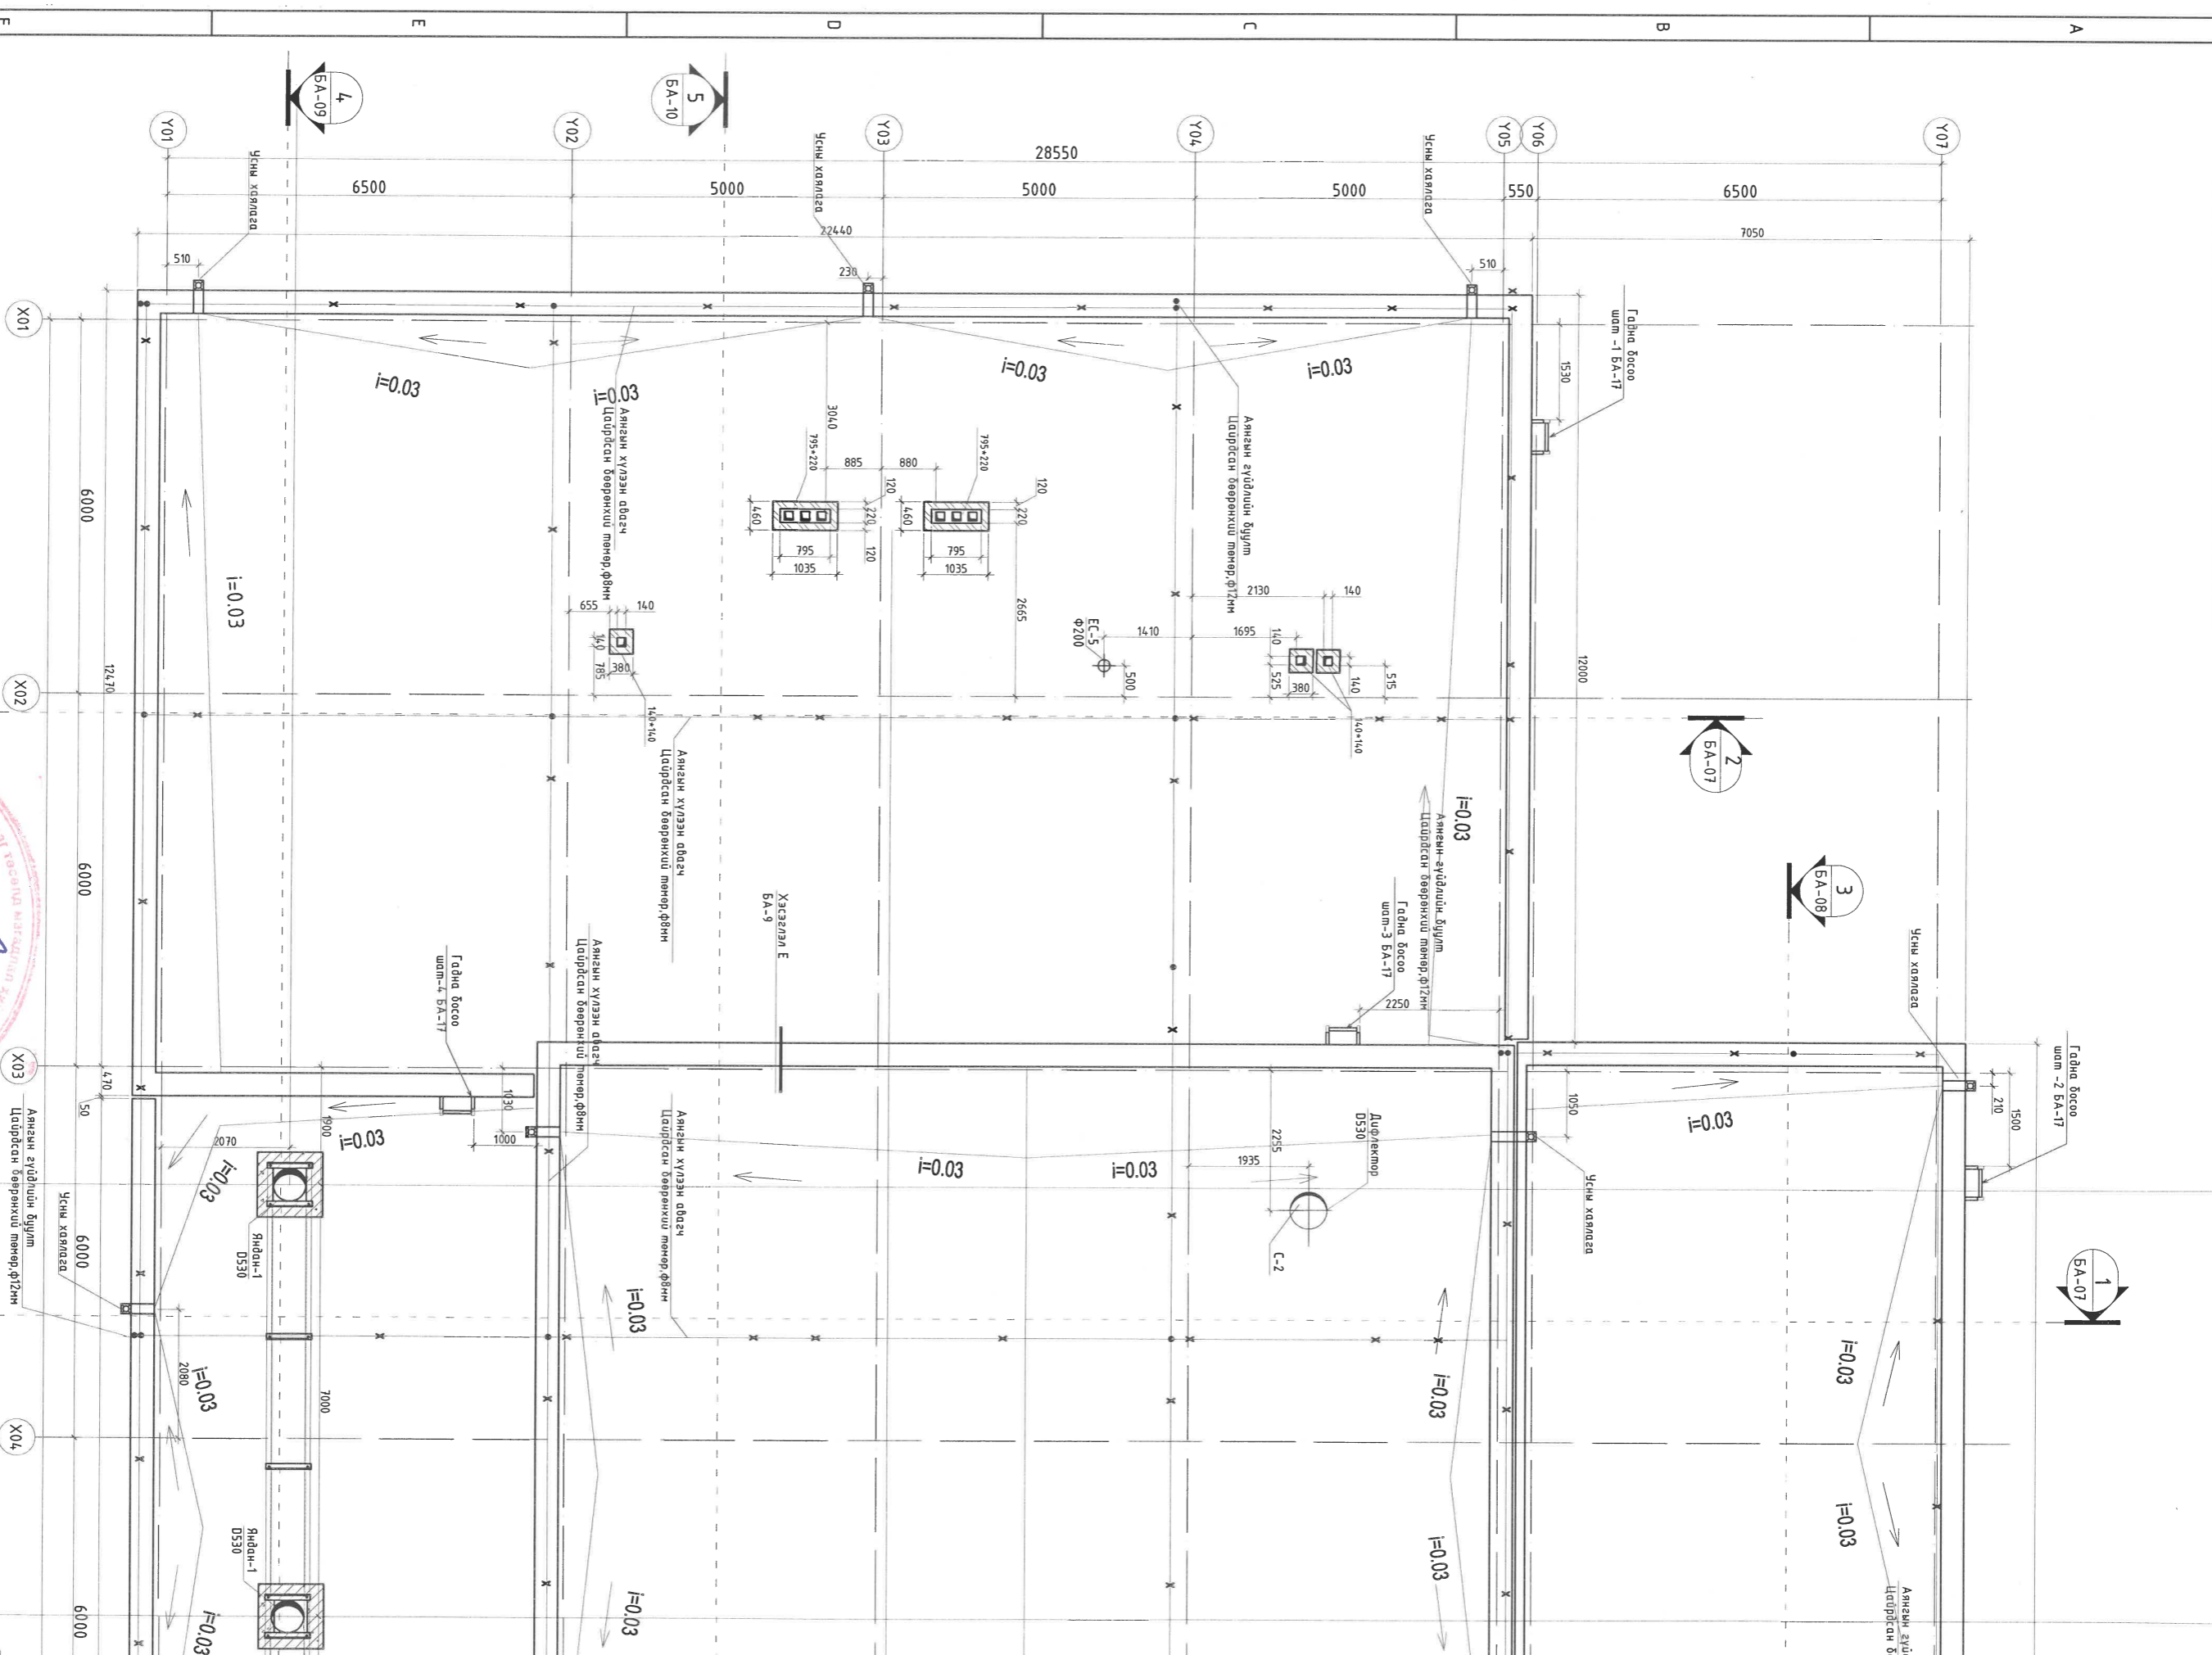 F
E
D
C
B
A
4
БА-09
5
БА-10
Y01
Y02
Y03
Y04
Y05
Y06
Y07
28550
6500
5000
5000
5000
550
6500
22440
7050
Усны хаялага
Усны хаялага
Усны хаялага
510
230
510
X01
Гадна босоо
шат -1 БА-17
1530
i=0.03
i=0.03
i=0.03
i=0.03
Аянгын хүлээн авагч
Цайрдсан бөөрөнхий төмөр,ф8мм
Аянгын гүйдлийн буулт
Цайрдсан бөөрөнхий төмөр,ф12мм
3040
795*220
795*220
885
880
120
120
460
220
460
220
120
795
1035
795
1035
6000
i=0.03
655
140
140
380
785
140*140
2665
ЕС-5
Ф200
1410
1695
2130
140
140
500
525
380
140
515
140*140
12000
12470
X02
2
БА-07
Аянгын хүлээн авагч
Цайрдсан бөөрөнхий төмөр,ф8мм
i=0.03
Аянгын гүйдлийн буулт
Цайрдсан бөөрөнхий төмөр,ф12мм
3
БА-08
6000
Хэсэглэл Е
БА-9
Гадна босоо
шат-3 БА-17
2250
Гадна босоо
шат-4 БА-17
Аянгын хүлээн авагч
Цайрдсан бөөрөнхий төмөр,ф8мм
Усны хаялага
X03
470
50
1030
1900
2070
1000
i=0.03
i=0.03
Гадна босоо
шат -2 БА-17
210
1500
1050
i=0.03
Усны хаялага
Дифлектор
D530
2255
1935
С-2
i=0.03
i=0.03
Аянгын хүлээн авагч
Цайрдсан бөөрөнхий төмөр,ф8мм
Аянгын гүйдлийн буулт
Цайрдсан бөөрөнхий төмөр,ф12мм
Усны хаялага
6000
Яндан-1
D530
1
БА-07
i=0.03
i=0.03
i=0.03
i=0.03
2080
7000
X04
i=0.03
i=0.03
i=0.03
i=0.03
Яндан-1
D530
6000